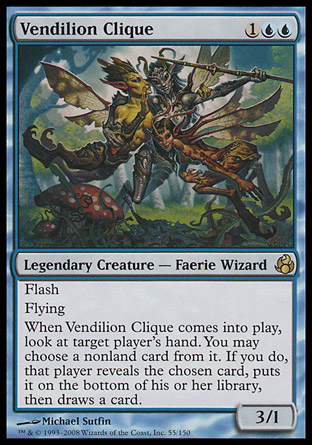 Vendilion Clique 1
Legendary Creature — Faerie Wizard
Flash
Flying
When Vendilion Clique comes into play,
look at target player's hand. You may
choose a nonland card from it. If you do,
that player reveals the chosen card, puts
it on the bottom of his or her library,
then draws a card.
Michael Sutfin
™ & © 1993–2008 Wizards of the Coast, Inc. 55/150
3/1